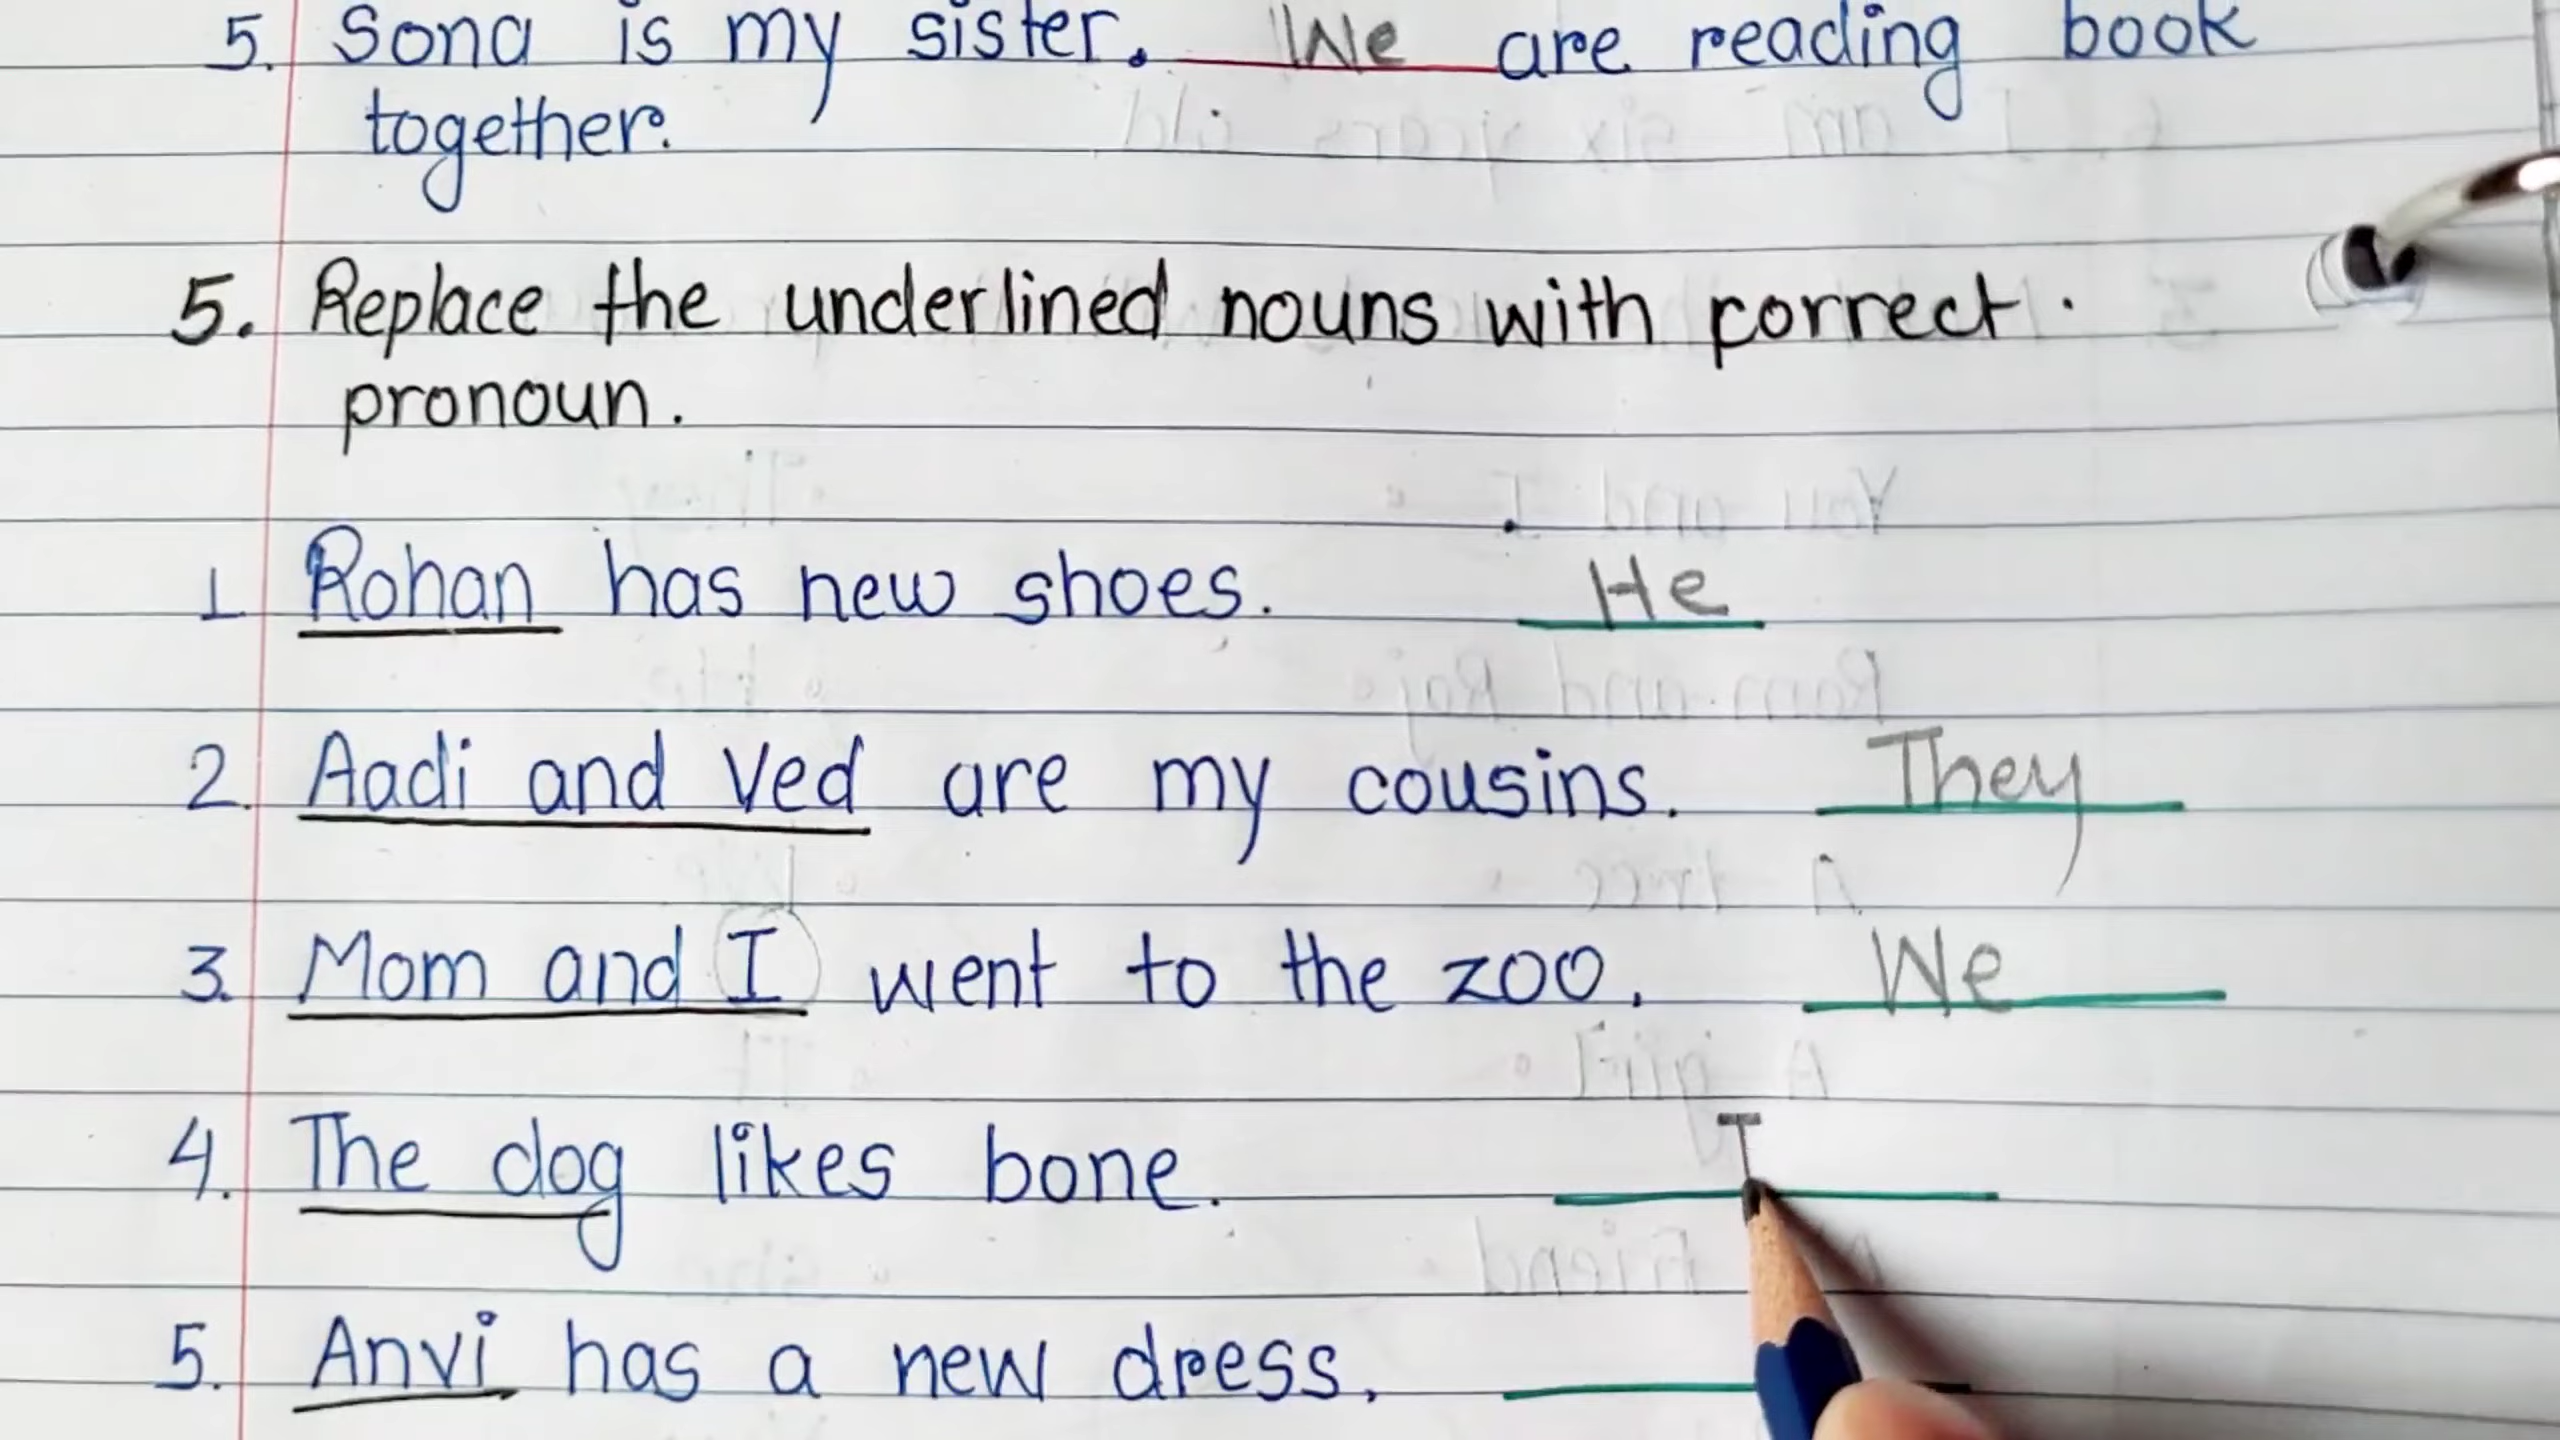 5. Sona is my sister. We are reading book
together.
5. Replace the underlined nouns with correct.
pronoun.
1 Rohan has new shoes. He
2. Aadi and Ved are my cousins. They
3. Mom and I went to the zoo. We
4. The dog likes bone. I
5. Anvi has a new dress.